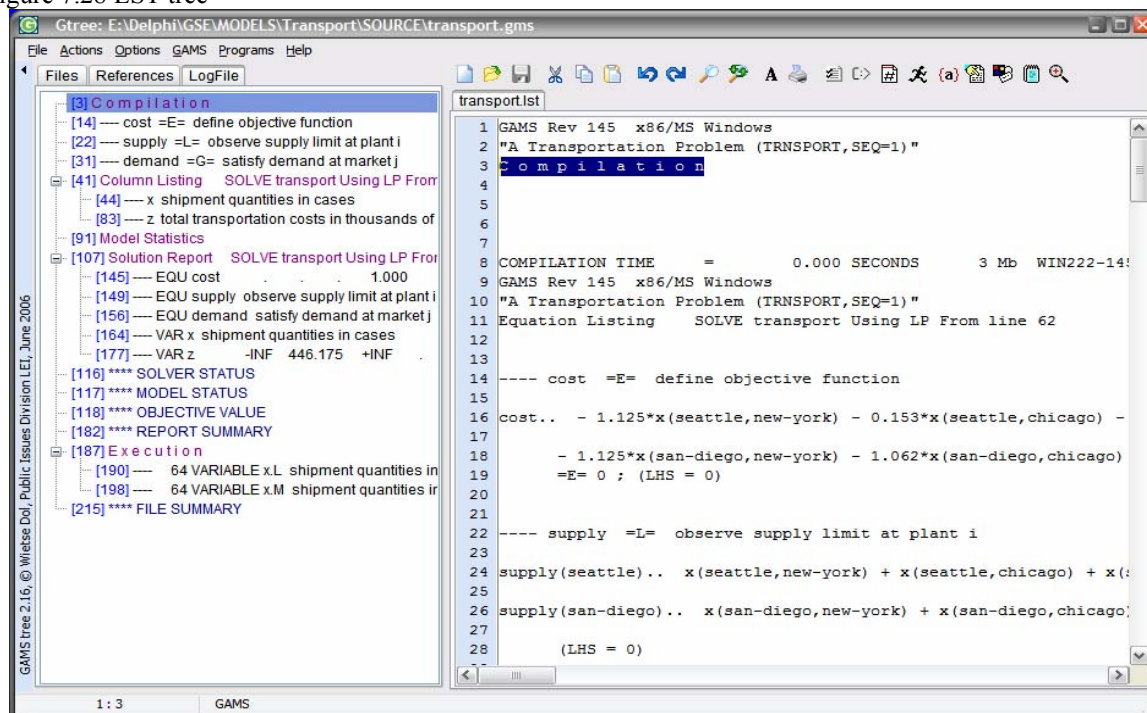 Figure 7.28 LST tree
Gtree: E:\Delphi\GSE\MODELS\Transport\SOURCE\transport.gms
File Actions Options GAMS Programs Help
Files References LogFile
[3] C o m p i l a t i o n
[14] ---- cost =E= define objective function
[22] ---- supply =L= observe supply limit at plant i
[31] ---- demand =G= satisfy demand at market j
[41] Column Listing SOLVE transport Using LP From
[44] ---- x shipment quantities in cases
[83] ---- z total transportation costs in thousands of
[91] Model Statistics
[107] Solution Report SOLVE transport Using LP From
[145] ---- EQU cost . . . 1.000
[149] ---- EQU supply observe supply limit at plant i
[156] ---- EQU demand satisfy demand at market j
[164] ---- VAR x shipment quantities in cases
[177] ---- VAR z -INF 446.175 +INF .
[116] **** SOLVER STATUS
[117] **** MODEL STATUS
[118] **** OBJECTIVE VALUE
[182] **** REPORT SUMMARY
[187] E x e c u t i o n
[190] ---- 64 VARIABLE x.L shipment quantities in
[198] ---- 64 VARIABLE x.M shipment quantities in
[215] **** FILE SUMMARY
GAMS tree 2.16, © Wietse Dol, Public Issues Division LEI, June 2006
transport.lst
1 GAMS Rev 145 x86/MS Windows
2 "A Transportation Problem (TRNSPORT,SEQ=1)"
3 C o m p i l a t i o n
4
5
6
7
8 COMPILATION TIME = 0.000 SECONDS 3 Mb WIN222-145
9 GAMS Rev 145 x86/MS Windows
10 "A Transportation Problem (TRNSPORT,SEQ=1)"
11 Equation Listing SOLVE transport Using LP From line 62
12
13
14 ---- cost =E= define objective function
15
16 cost.. - 1.125*x(seattle,new-york) - 0.153*x(seattle,chicago) -
17
18 - 1.125*x(san-diego,new-york) - 1.062*x(san-diego,chicago)
19 =E= 0 ; (LHS = 0)
20
21
22 ---- supply =L= observe supply limit at plant i
23
24 supply(seattle).. x(seattle,new-york) + x(seattle,chicago) + x(
25
26 supply(san-diego).. x(san-diego,new-york) + x(san-diego,chicago)
27
28 (LHS = 0)
1: 3 GAMS